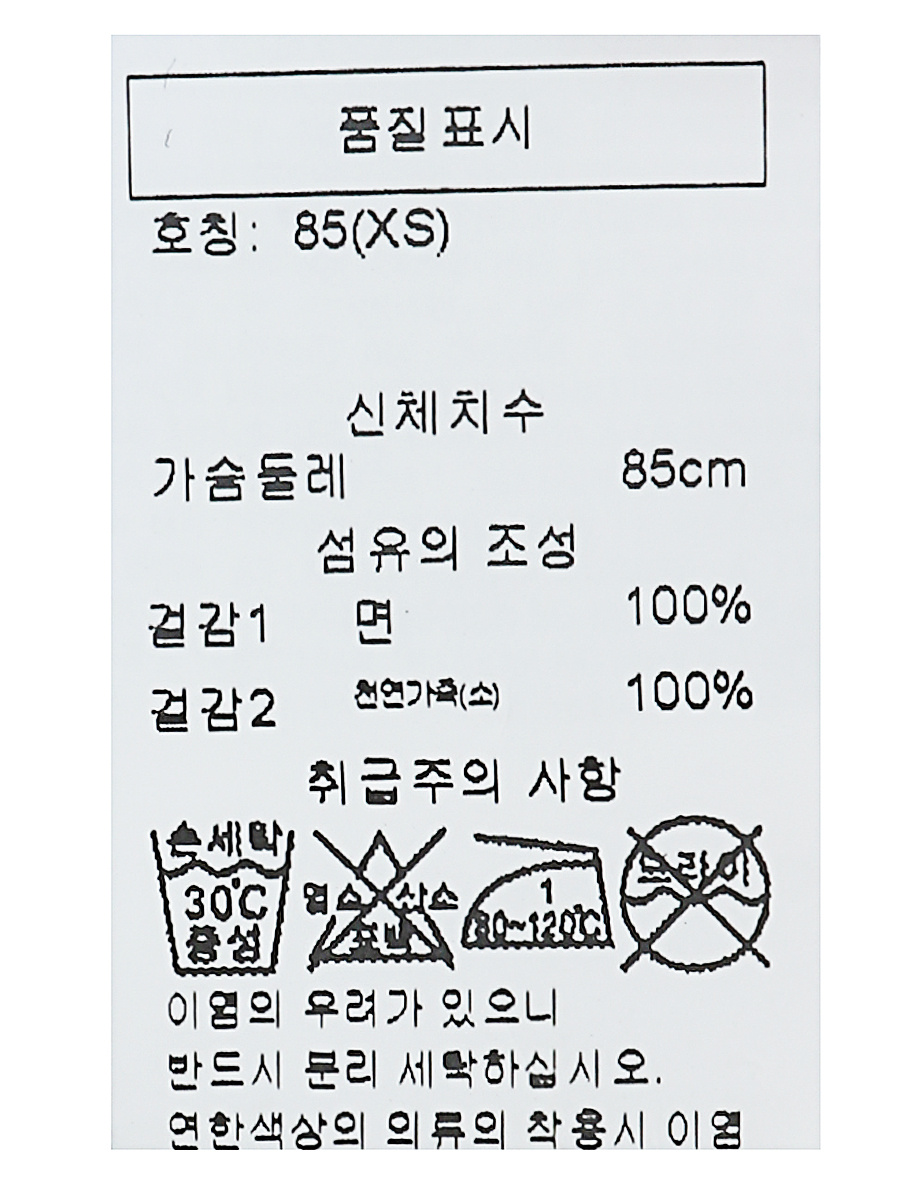 품질표시
호칭: 85(XS)
신체치수
가슴둘레 85cm
섬유의 조성
겉감1 면 100%
겉감2 천연가죽(소) 100%
취급주의 사항
손세탁
30℃
중성
염소 산소
표백
1
80~120℃
드라이
이염의 우려가 있으니
반드시 분리 세탁하십시오.
연한색상의 의류의 착용시 이염